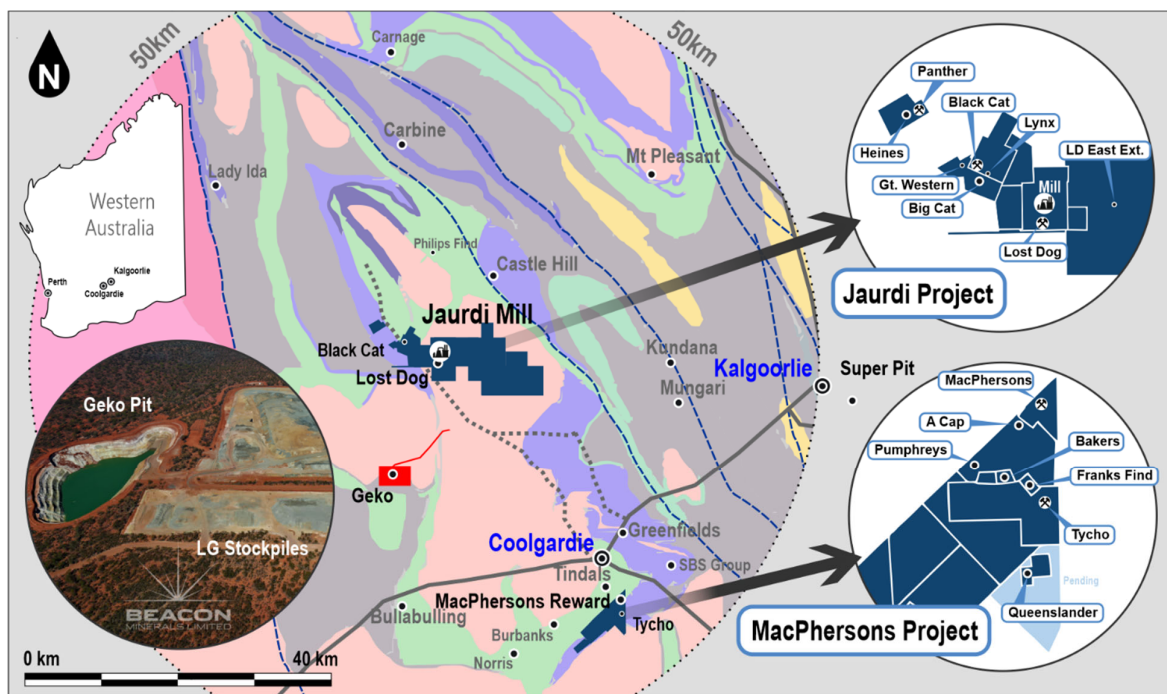 50km
50km
N
Carnage
Carbine
Mt Pleasant
Lady Ida
Western
Australia
Kalgoorlie
Perth
Coolgardie
Philips Find
Castle Hill
Jaurdi Mill
Black Cat
Lost Dog
Kundana
Kalgoorlie
Super Pit
Mungari
Geko
Coolgardie
Greenfields
Tindals
SBS Group
MacPhersons Reward
Bullabulling
Burbanks
Tycho
Norris
Geko Pit
LG Stockpiles
BEACON
MINERALS LIMITED
0 km
40 km
Panther
Black Cat
Lynx
Heines
LD East Ext.
Gt. Western
Mill
Big Cat
Lost Dog
Jaurdi Project
MacPhersons
A Cap
Bakers
Pumphreys
Franks Find
Tycho
Pending
Queenslander
MacPhersons Project